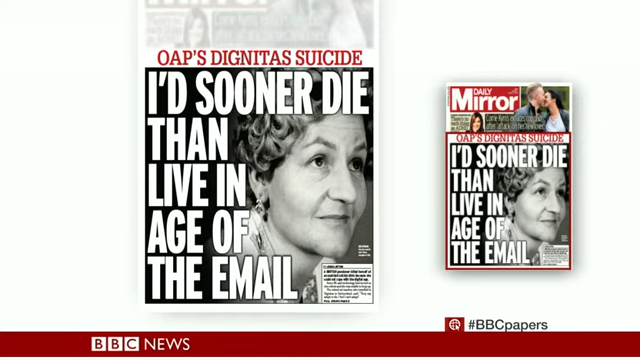 OAP'S DIGNITAS SUICIDE
I'D SOONER DIE
THAN
LIVE IN
AGE OF
THE EMAIL
DAILY
Mirror
OAP'S DIGNITAS SUICIDE
I'D SOONER DIE
THAN
LIVE IN
AGE OF
THE EMAIL
#BBCpapers
BBC NEWS